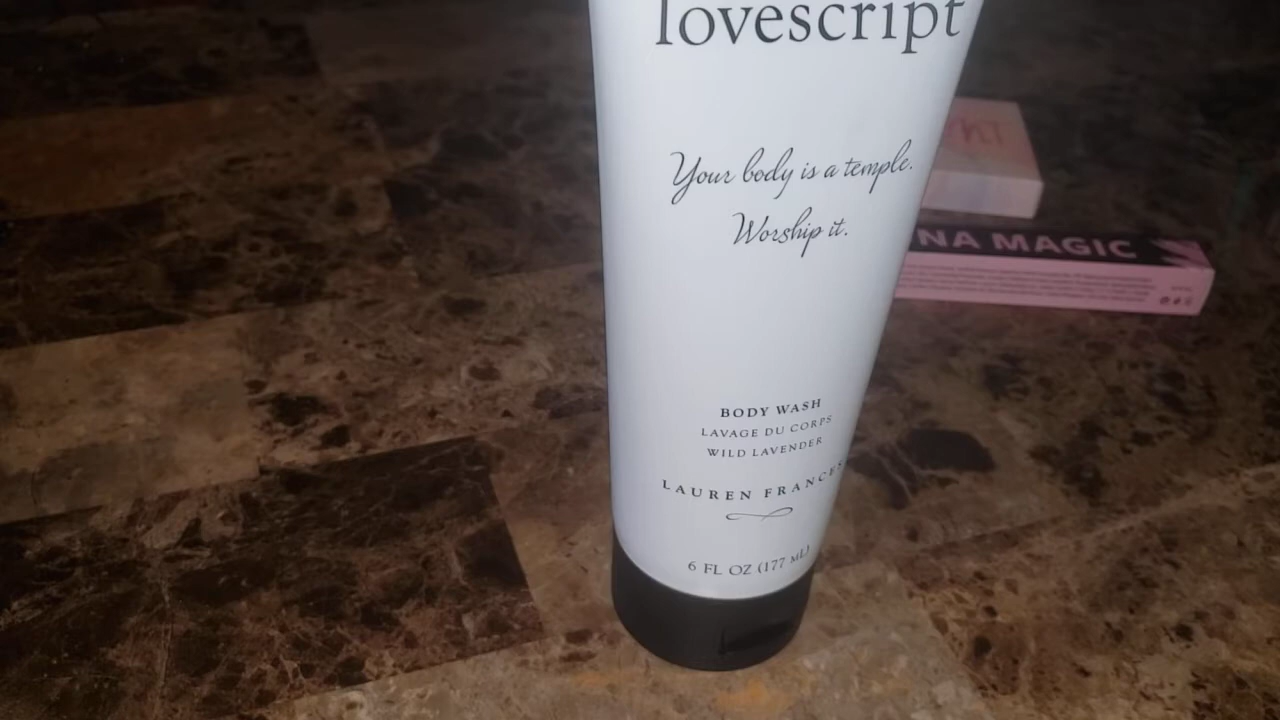 lovescript
Your body is a temple.
Worship it.
BODY WASH
LAVAGE DU CORPS
WILD LAVENDER
LAUREN FRANCES
6 FL OZ (177 ML)
NA MAGIC